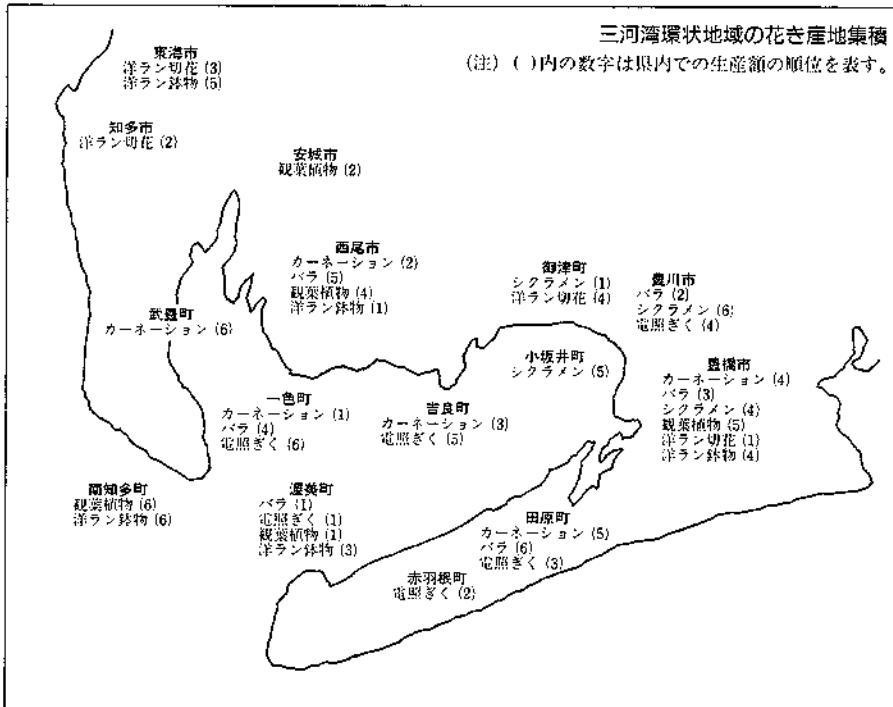 三河湾環状地域の花き産地集積
(注) ( )内の数字は県内での生産額の順位を表す。
東海市
洋ラン切花 (3)
洋ラン鉢物 (5)
知多市
洋ラン切花 (2)
安城市
観葉植物 (2)
西尾市
カーネーション (2)
バラ (5)
観葉植物 (4)
洋ラン鉢物 (1)
御津町
シクラメン (1)
洋ラン切花 (4)
豊川市
バラ (2)
シクラメン (6)
電照ぎく (4)
武豊町
カーネーション (6)
小坂井町
シクラメン (5)
豊橋市
カーネーション (4)
バラ (3)
シクラメン (4)
観葉植物 (5)
洋ラン切花 (1)
洋ラン鉢物 (4)
一色町
カーネーション (1)
バラ (4)
電照ぎく (6)
吉良町
カーネーション (3)
電照ぎく (5)
南知多町
観葉植物 (6)
洋ラン鉢物 (6)
渥美町
バラ (1)
電照ぎく (1)
観葉植物 (1)
洋ラン鉢物 (3)
田原町
カーネーション (5)
バラ (6)
電照ぎく (3)
赤羽根町
電照ぎく (2)